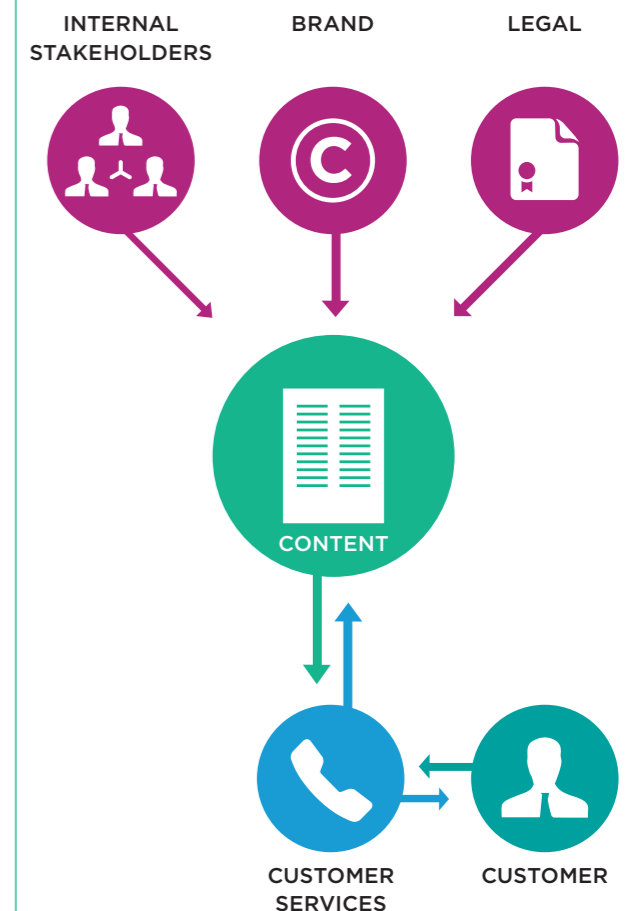 INTERNAL
STAKEHOLDERS
BRAND
LEGAL
C
CONTENT
CUSTOMER
SERVICES
CUSTOMER